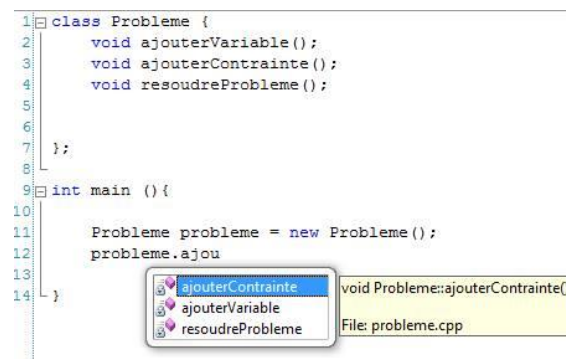 1 class Probleme {
2 void ajouterVariable();
3 void ajouterContrainte();
4 void resoudreProbleme();
5
6
7 };
8
9 int main (){
10
11 Probleme probleme = new Probleme();
12 probleme.ajou
13
14 }
ajouterContrainte
ajouterVariable
resoudreProbleme
void Probleme::ajouterContrainte()
File: probleme.cpp